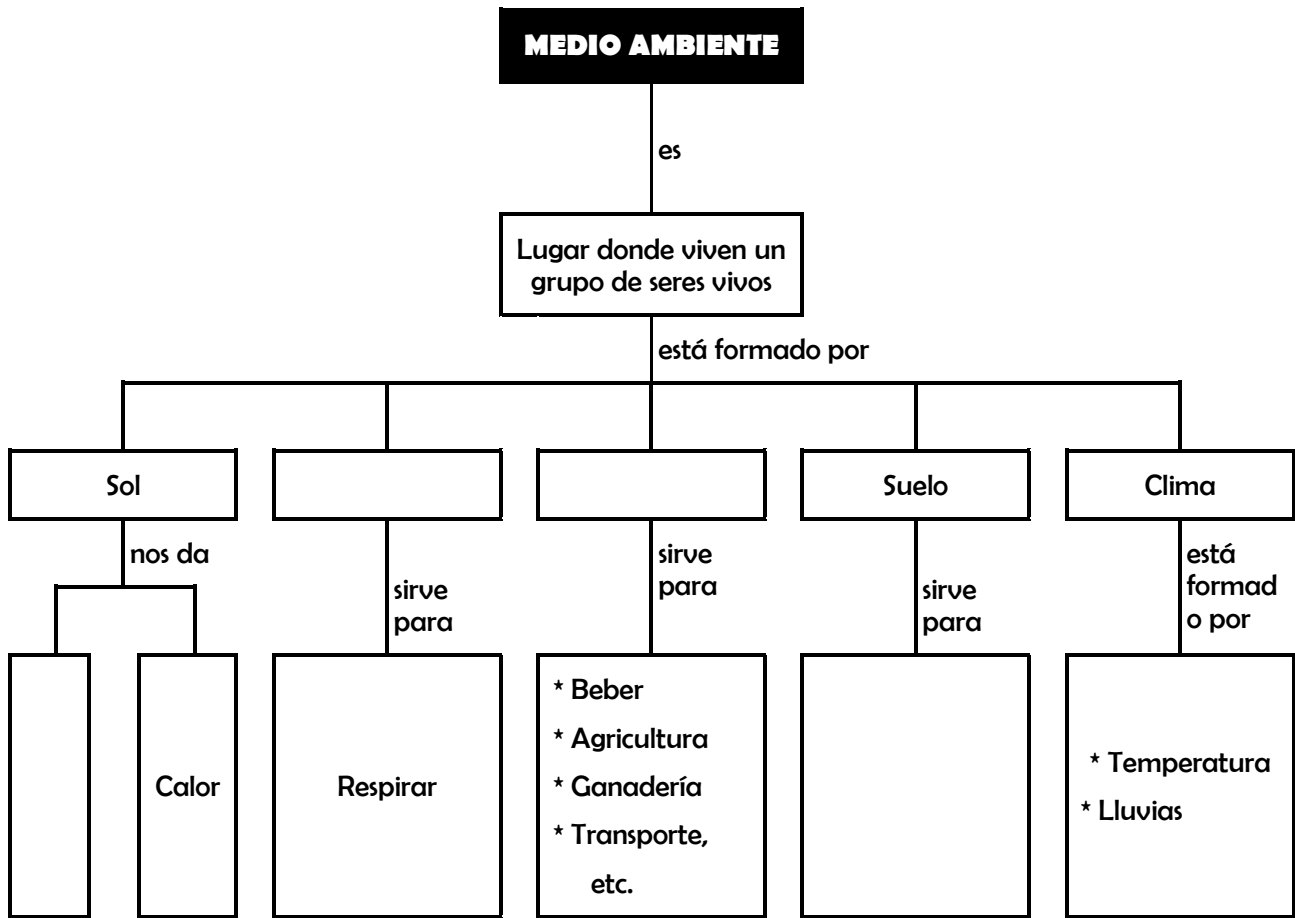 MEDIO AMBIENTE
es
Lugar donde viven un
grupo de seres vivos
está formado por
Sol
Suelo
Clima
nos da
sirve
para
sirve
para
sirve
para
está
formad
o por
Calor
Respirar
* Beber
* Agricultura
* Ganadería
* Transporte,
etc.
* Temperatura
* Lluvias